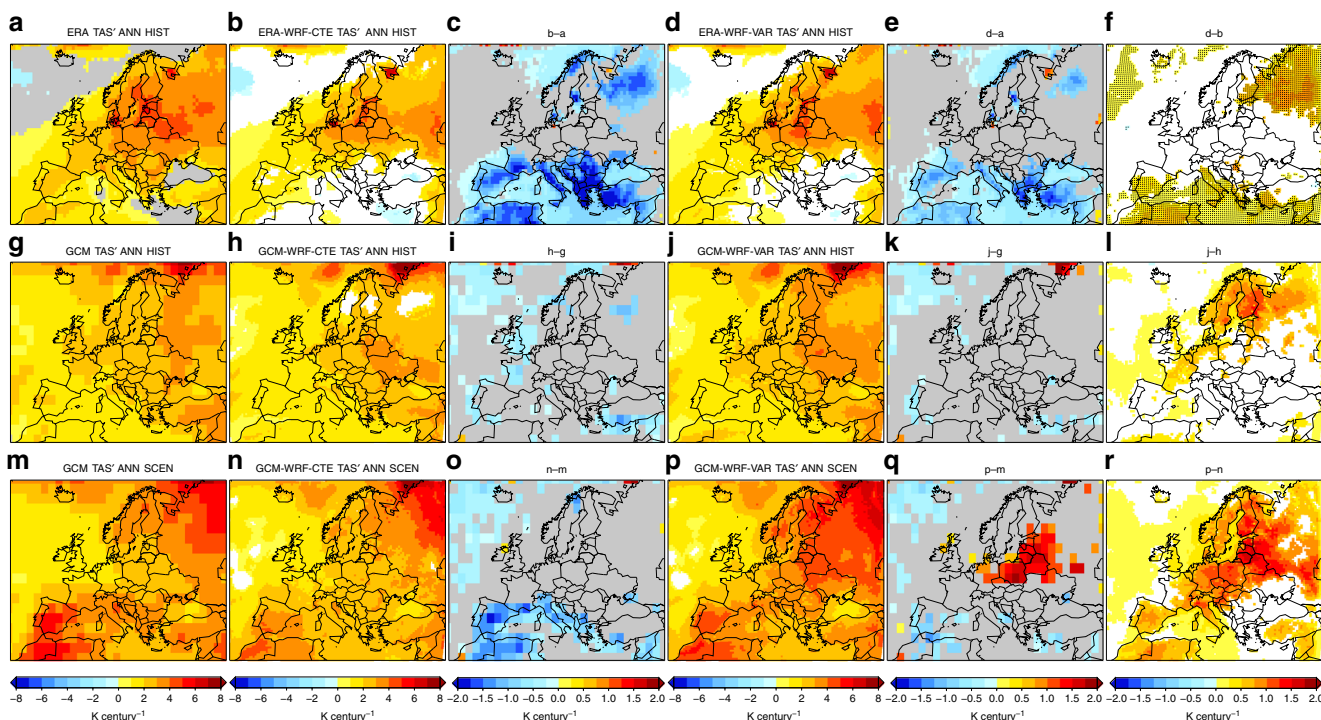 a b c d e f
ERA TAS′ ANN HIST ERA-WRF-CTE TAS′ ANN HIST b–a ERA-WRF-VAR TAS′ ANN HIST d–a d–b
g h i j k l
GCM TAS′ ANN HIST GCM-WRF-CTE TAS′ ANN HIST h–g GCM-WRF-VAR TAS′ ANN HIST j–g j–h
m n o p q r
GCM TAS′ ANN SCEN GCM-WRF-CTE TAS′ ANN SCEN n–m GCM-WRF-VAR TAS′ ANN SCEN p–m p–n
−8 −6 −4 −2 0 2 4 6 8 −8 −6 −4 −2 0 2 4 6 8 −2.0 −1.5 −1.0 −0.5 0.0 0.5 1.0 1.5 2.0 −8 −6 −4 −2 0 2 4 6 8 −2.0 −1.5 −1.0 −0.5 0.0 0.5 1.0 1.5 2.0 −2.0 −1.5 −1.0 −0.5 0.0 0.5 1.0 1.5 2.0
K century⁻¹ K century⁻¹ K century⁻¹ K century⁻¹ K century⁻¹ K century⁻¹